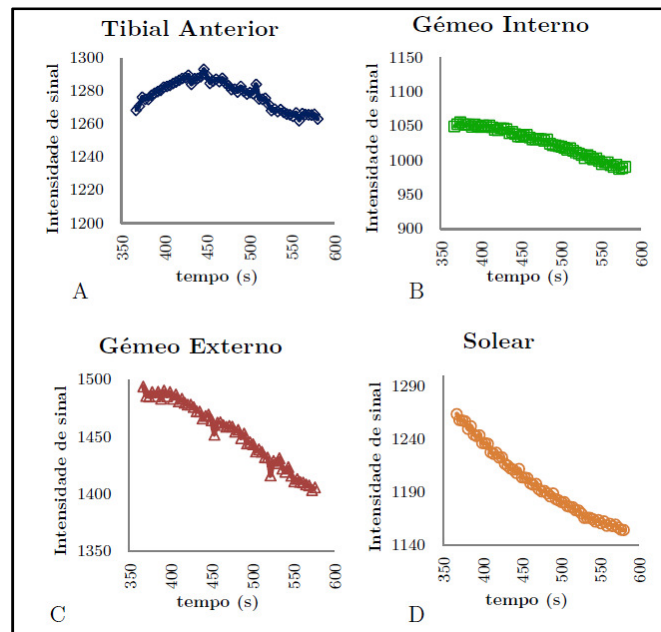 Tibial Anterior
Intensidade de sinal
1300
1280
1260
1240
1220
1200
350
400
450
500
550
600
tempo (s)
A
Gémeo Interno
Intensidade de sinal
1150
1100
1050
1000
950
900
350
400
450
500
550
600
tempo (s)
B
Gémeo Externo
Intensidade de sinal
1500
1450
1400
1350
350
400
450
500
550
600
tempo (s)
C
Solear
Intensidade de sinal
1290
1240
1190
1140
350
400
450
500
550
600
tempo (s)
D